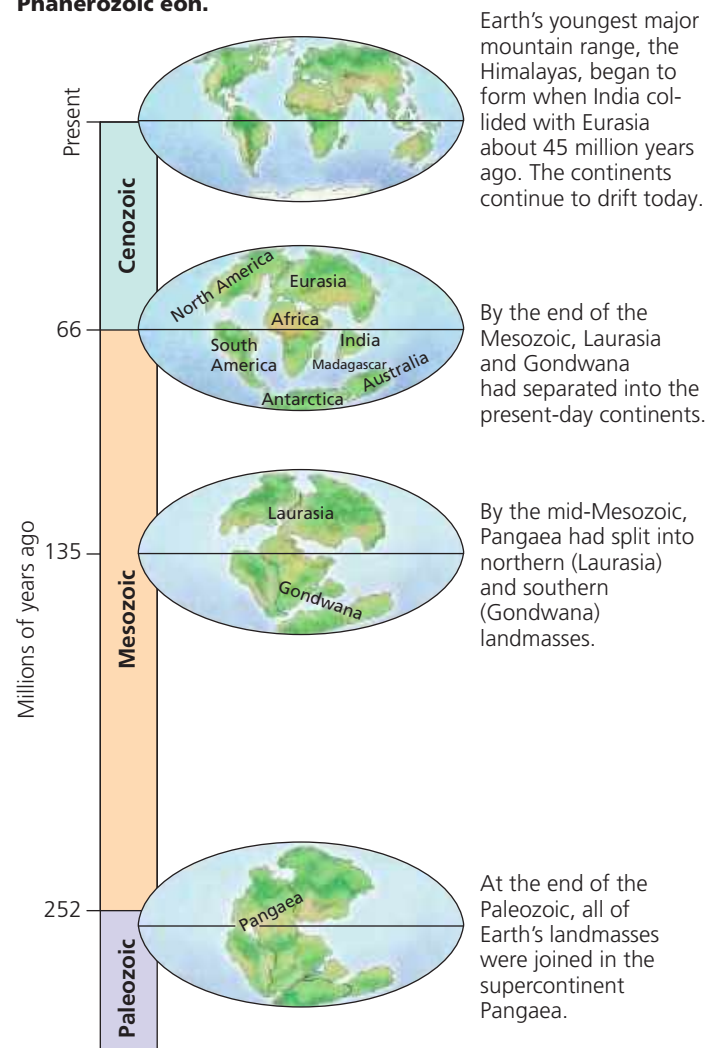 Phanerozoic eon.
Earth's youngest major
mountain range, the
Himalayas, began to
form when India col-
lided with Eurasia
about 45 million years
ago. The continents
continue to drift today.
Present
Cenozoic
North America
Eurasia
Africa
South
America
India
Madagascar
Australia
Antarctica
66
By the end of the
Mesozoic, Laurasia
and Gondwana
had separated into the
present-day continents.
Millions of years ago
135
Mesozoic
Laurasia
Gondwana
By the mid-Mesozoic,
Pangaea had split into
northern (Laurasia)
and southern
(Gondwana)
landmasses.
252
Paleozoic
Pangaea
At the end of the
Paleozoic, all of
Earth's landmasses
were joined in the
supercontinent
Pangaea.